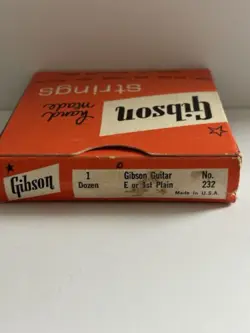 Gibson
hand
made
strings
Gibson
1
Dozen
Gibson Guitar
E or 1st Plain
No.
232
Made in U.S.A.